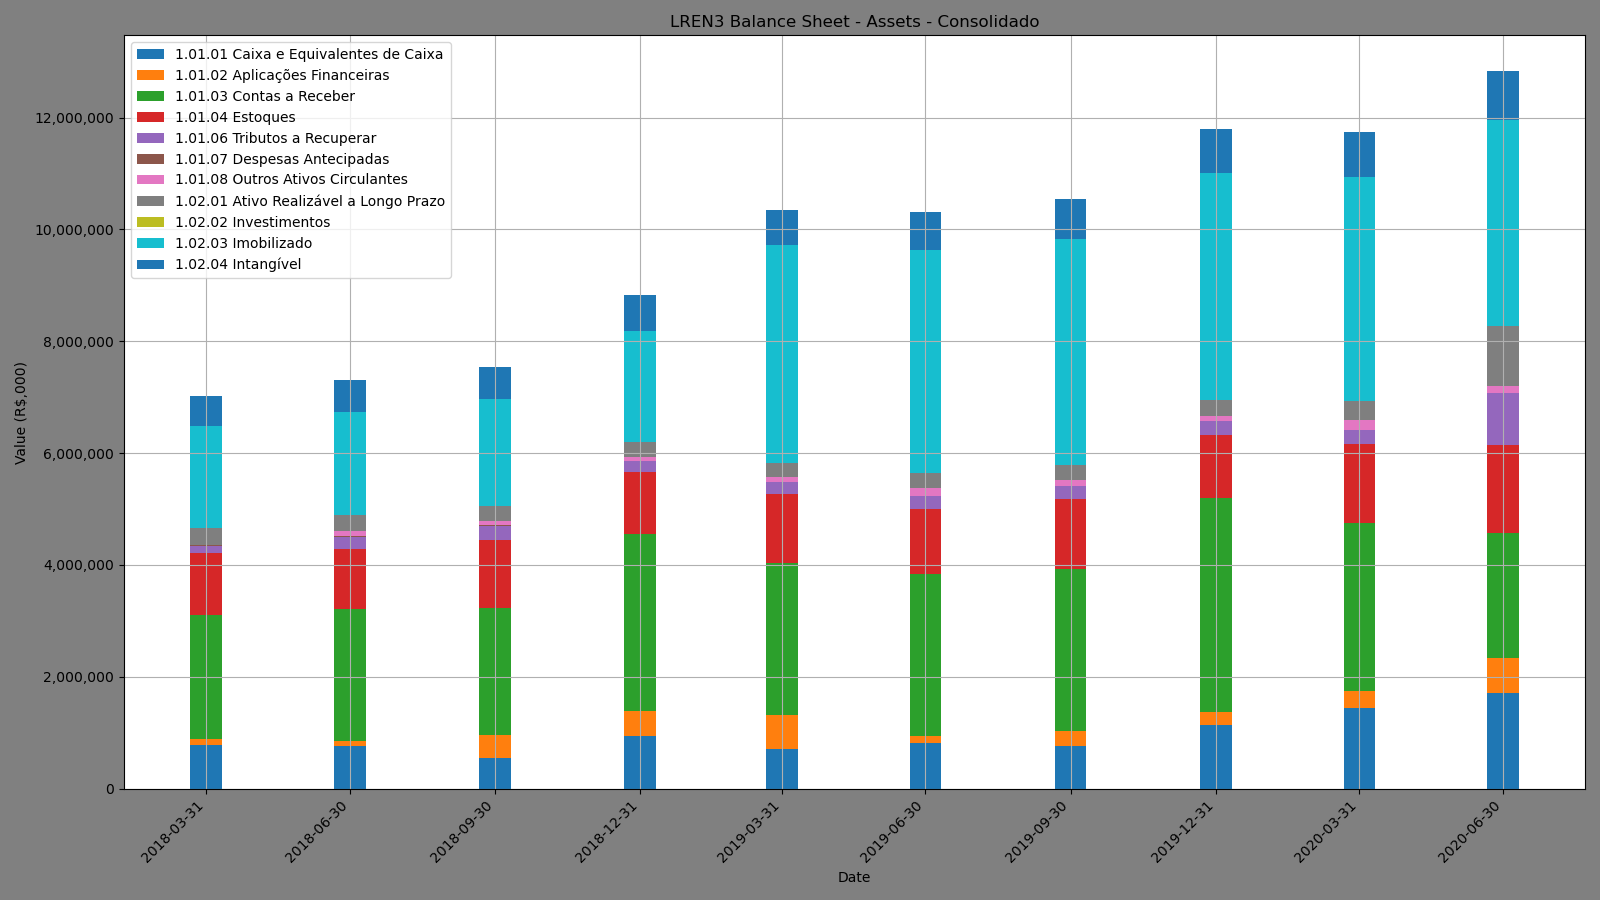 LREN3 Balance Sheet - Assets - Consolidado
1.01.01 Caixa e Equivalentes de Caixa
1.01.02 Aplicações Financeiras
1.01.03 Contas a Receber
1.01.04 Estoques
1.01.06 Tributos a Recuperar
1.01.07 Despesas Antecipadas
1.01.08 Outros Ativos Circulantes
1.02.01 Ativo Realizável a Longo Prazo
1.02.02 Investimentos
1.02.03 Imobilizado
1.02.04 Intangível
12,000,000
10,000,000
8,000,000
6,000,000
4,000,000
2,000,000
0
Value (R$,000)
2018-03-31
2018-06-30
2018-09-30
2018-12-31
2019-03-31
2019-06-30
2019-09-30
2019-12-31
2020-03-31
2020-06-30
Date